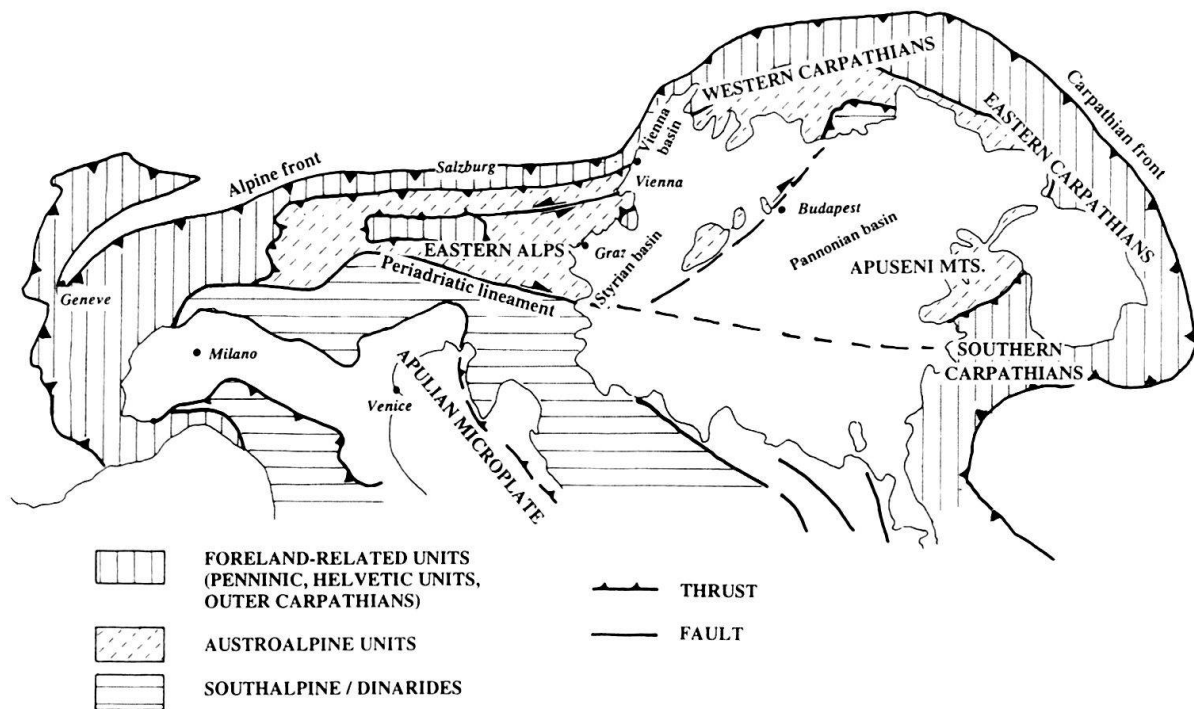 WESTERN CARPATHIANS
Carpathian front
EASTERN CARPATHIANS
Vienna
basin
Alpine front
Salzburg
Vienna
Budapest
EASTERN ALPS
Graz
Styrian basin
Pannonian basin
APUSENI MTS.
Periadriatic lineament
Geneve
Milano
SOUTHERN
CARPATHIANS
Venice
APULIAN MICROPLATE
FORELAND-RELATED UNITS
(PENNINIC, HELVETIC UNITS,
OUTER CARPATHIANS)
THRUST
AUSTROALPINE UNITS
FAULT
SOUTHALPINE / DINARIDES